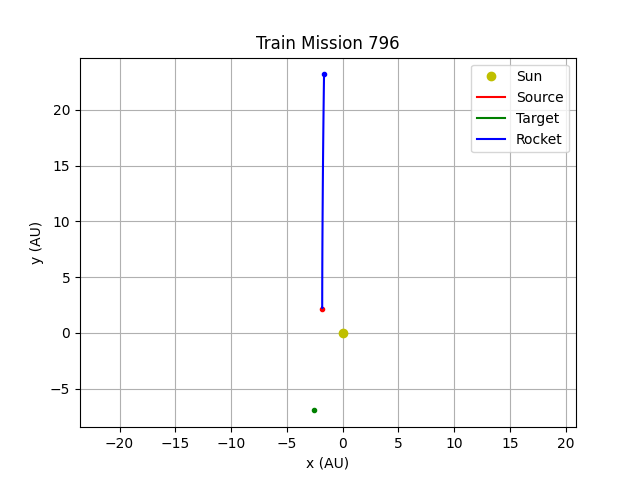 Train Mission 796
Sun
Source
Target
Rocket
y (AU)
20
15
10
5
0
−5
−20 −15 −10 −5 0 5 10 15 20
x (AU)